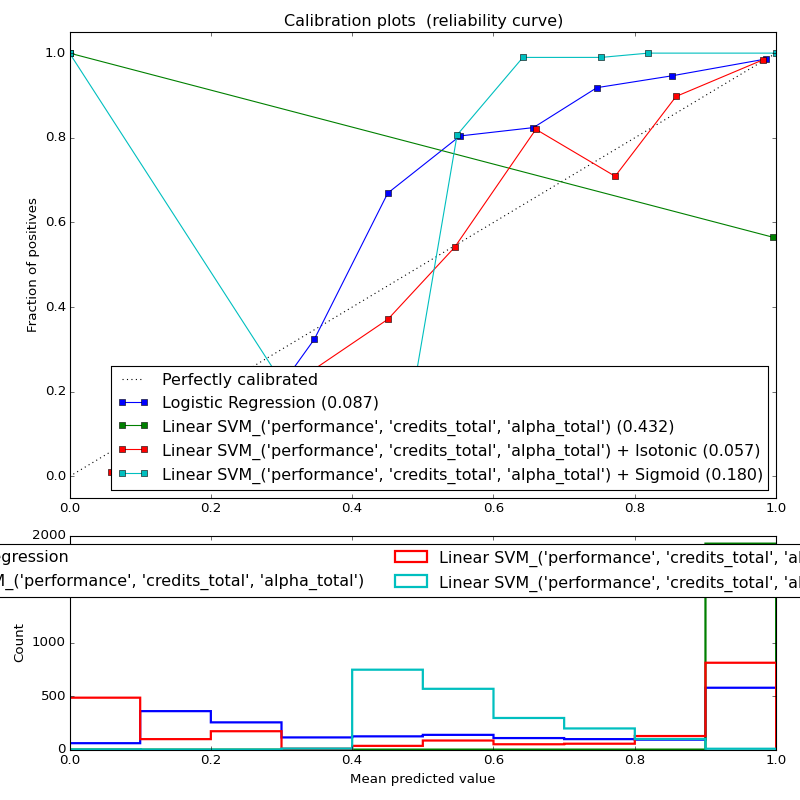 Calibration plots (reliability curve)
1.0
0.8
0.6
0.4
0.2
0.0
Fraction of positives
Perfectly calibrated
Logistic Regression (0.087)
Linear SVM_('performance', 'credits_total', 'alpha_total') (0.432)
Linear SVM_('performance', 'credits_total', 'alpha_total') + Isotonic (0.057)
Linear SVM_('performance', 'credits_total', 'alpha_total') + Sigmoid (0.180)
0.0 0.2 0.4 0.6 0.8 1.0
2000
egression Linear SVM_('performance', 'credits_total', 'al
M_('performance', 'credits_total', 'alpha_total') Linear SVM_('performance', 'credits_total', 'al
1000
500
0
Count
0.0 0.2 0.4 0.6 0.8 1.0
Mean predicted value